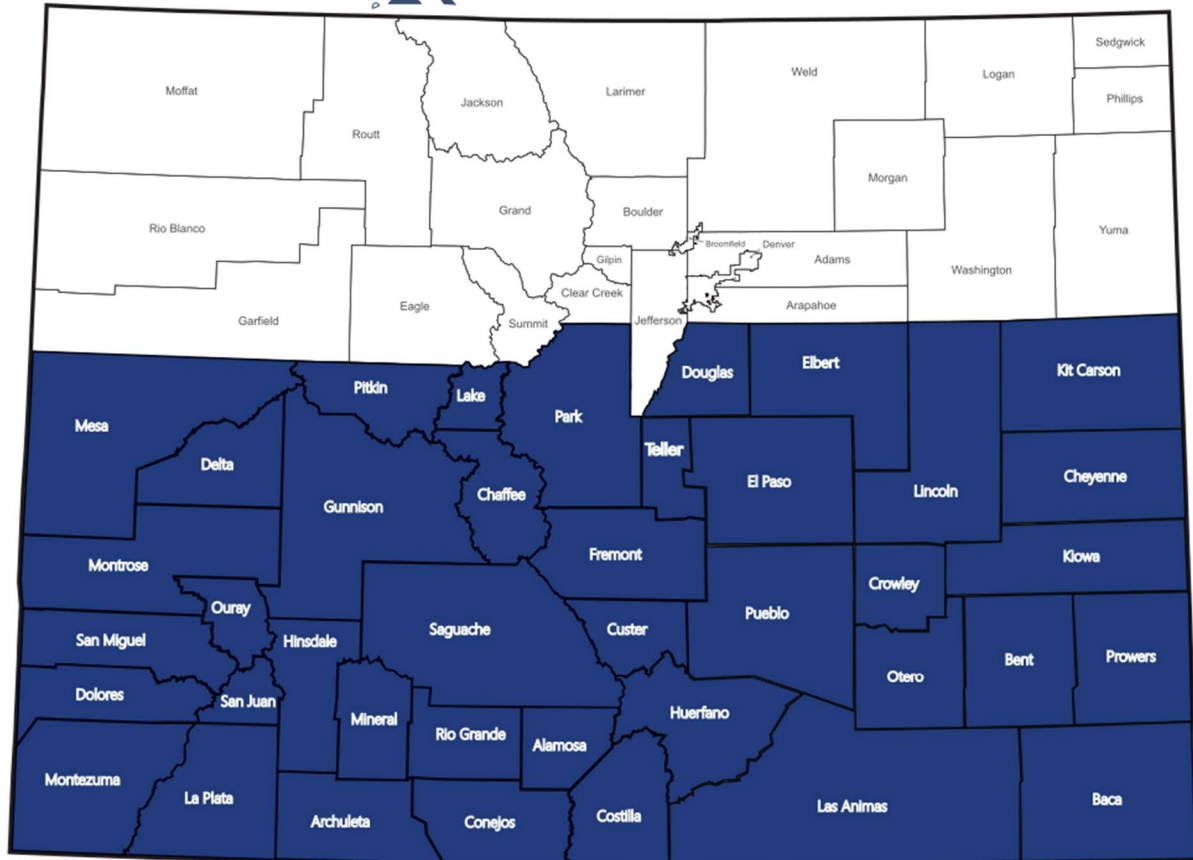 Sedgwick
Weld
Logan
Moffat
Larimer
Phillips
Jackson
Routt
Morgan
Grand
Boulder
Rio Blanco
Yuma
Broomfield
Denver
Gilpin
Adams
Washington
Clear Creek
Eagle
Arapahoe
Garfield
Summit
Jefferson
Elbert
Kit Carson
Douglas
Pitkin
Lake
Park
Mesa
Teller
Delta
Cheyenne
El Paso
Lincoln
Chaffee
Gunnison
Fremont
Kiowa
Montrose
Crowley
Ouray
Pueblo
Saguache
Custer
San Miguel
Hinsdale
Prowers
Bent
Otero
Dolores
San Juan
Huerfano
Mineral
Rio Grande
Alamosa
Montezuma
La Plata
Baca
Las Animas
Costilla
Archuleta
Conejos